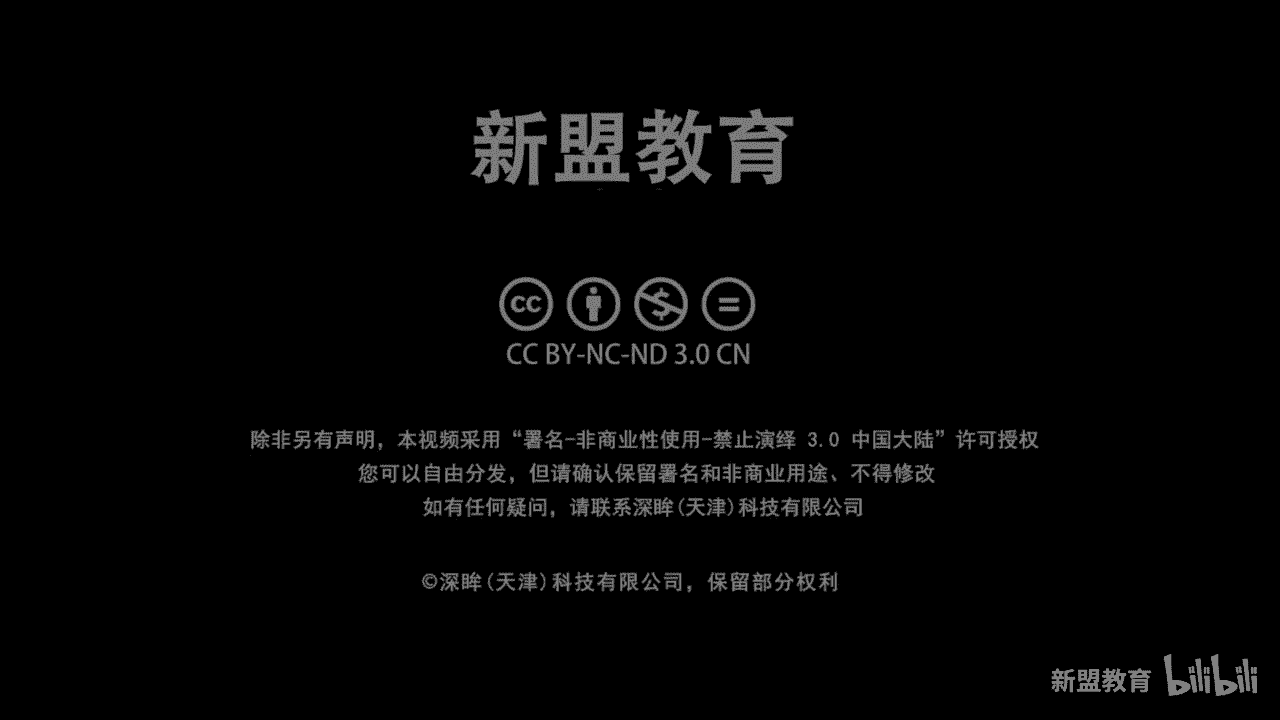 新盟教育
CC BY-NC-ND 3.0 CN
除非另有声明，本视频采用“署名-非商业性使用-禁止演绎 3.0 中国大陆”许可授权
您可以自由分发，但请确认保留署名和非商业用途、不得修改
如有任何疑问，请联系深眸(天津)科技有限公司
©深眸(天津)科技有限公司，保留部分权利
新盟教育 bilibili